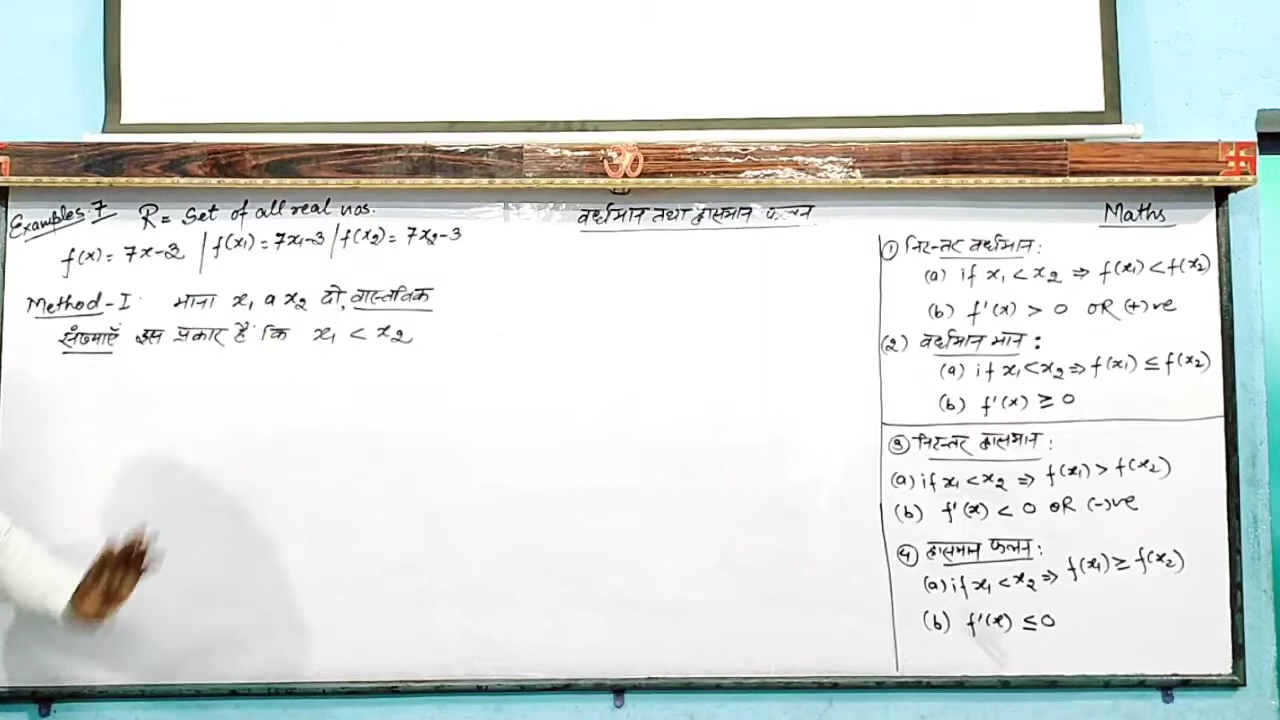 Examples.7 R = Set of all real nos.
f(x) = 7x-3 | f(x₁) = 7x₁-3 | f(x₂) = 7x₂-3
Method-I माना x₁ व x₂ दो, वास्तविक
संख्याएँ इस प्रकार हैं कि x₁ < x₂
वर्धमान तथा ह्रासमान फलन
Maths
① निरन्तर वर्धमान:
(a) if x₁ < x₂ ⇒ f(x₁) < f(x₂)
(b) f'(x) > 0 OR (+)ve
(2) वर्धमान मान:
(a) if x₁ < x₂ ⇒ f(x₁) ≤ f(x₂)
(b) f'(x) ≥ 0
③ निरन्तर ह्रासमान:
(a) if x₁ < x₂ ⇒ f(x₁) > f(x₂)
(b) f'(x) < 0 OR (-)ve
④ ह्रासमान फलन:
(a) if x₁ < x₂ ⇒ f(x₁) ≥ f(x₂)
(b) f'(x) ≤ 0